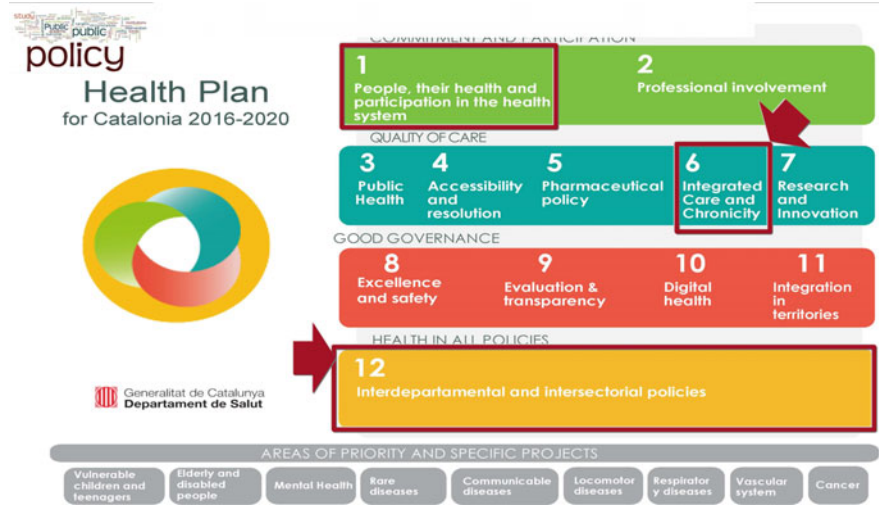 study
Public
public
policy
Health Plan
for Catalonia 2016-2020
COMMITMENT AND PARTICIPATION
1
People, their health and
participation in the health
system
2
Professional involvement
QUALITY OF CARE
3
Public
Health
4
Accessibility
and
resolution
5
Pharmaceutical
policy
6
Integrated
Care and
Chronicity
7
Research
and
Innovation
GOOD GOVERNANCE
8
Excellence
and safety
9
Evaluation &
transparency
10
Digital
health
11
Integration
in
territories
HEALTH IN ALL POLICIES
12
Interdepartamental and intersectorial policies
Generalitat de Catalunya
Departament de Salut
AREAS OF PRIORITY AND SPECIFIC PROJECTS
Vulnerable
children and
teenagers
Elderly and
disabled
people
Mental Health
Rare
diseases
Communicable
diseases
Locomotor
diseases
Respirator
y diseases
Vascular
system
Cancer